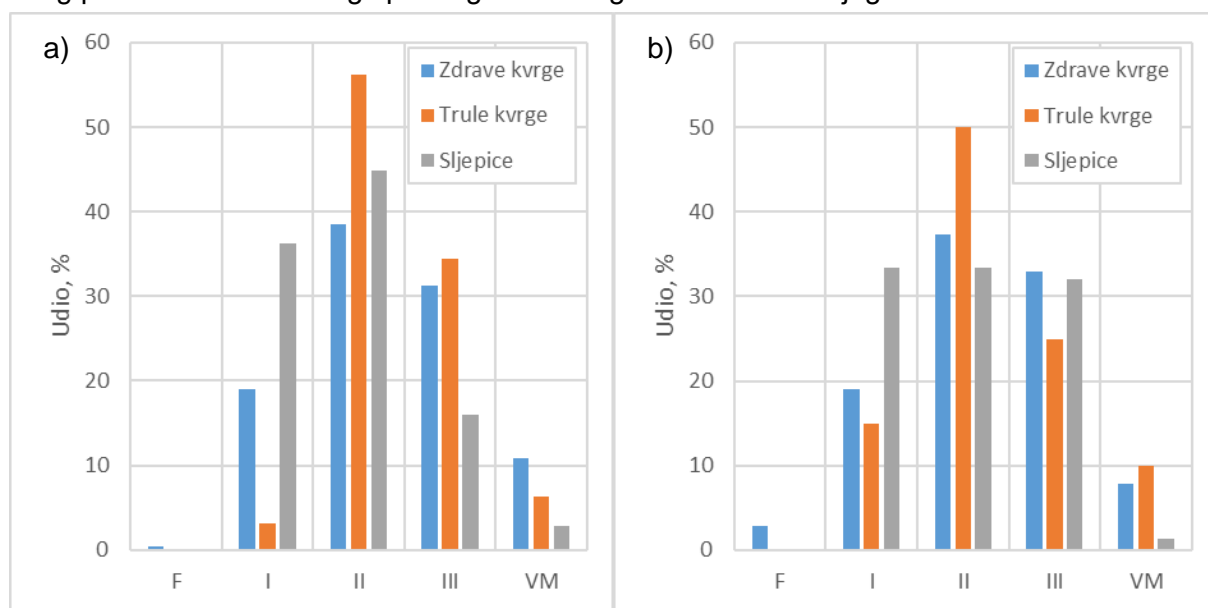 a)
60
50
40
30
20
10
0
Udio, %
F I II III VM
Zdrave kvrge
Trule kvrge
Sljepice
b)
60
50
40
30
20
10
0
Udio, %
F I II III VM
Zdrave kvrge
Trule kvrge
Sljepice